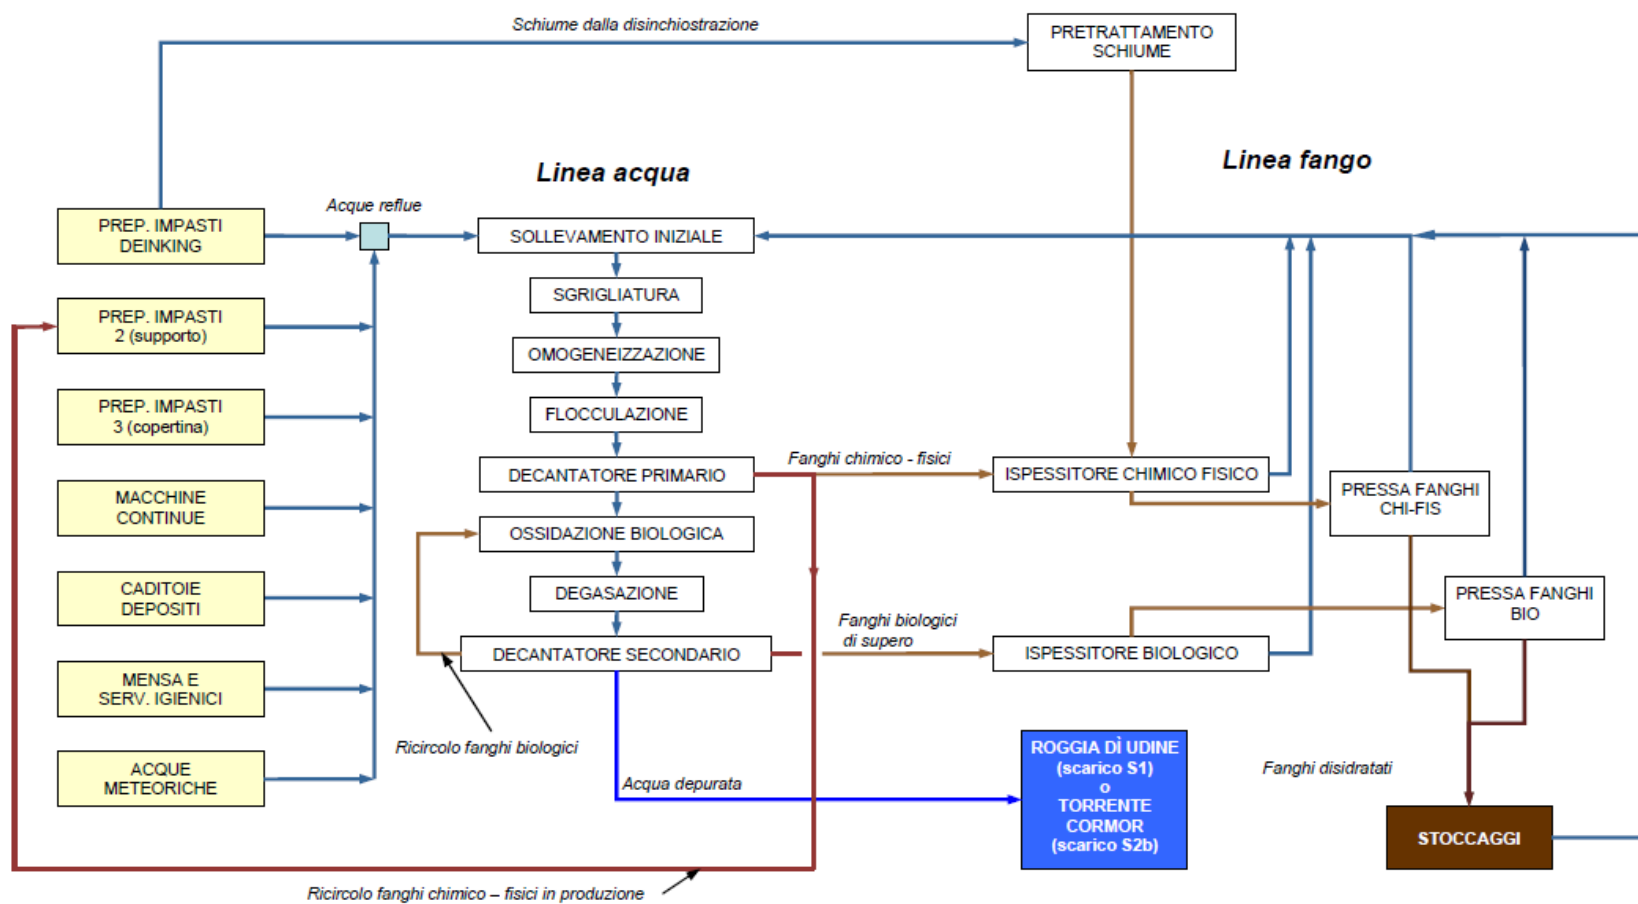 Schiume dalla disinchiostrazione
PRETRATTAMENTO
SCHIUME
Linea acqua
Linea fango
PREP. IMPASTI
DEINKING
Acque reflue
SOLLEVAMENTO INIZIALE
SGRIGLIATURA
PREP. IMPASTI
2 (supporto)
OMOGENEIZZAZIONE
PREP. IMPASTI
3 (copertina)
FLOCCULAZIONE
DECANTATORE PRIMARIO
Fanghi chimico - fisici
ISPESSITORE CHIMICO FISICO
PRESSA FANGHI
CHI-FIS
MACCHINE
CONTINUE
OSSIDAZIONE BIOLOGICA
CADITOIE
DEPOSITI
DEGASAZIONE
PRESSA FANGHI
BIO
Fanghi biologici
di supero
DECANTATORE SECONDARIO
ISPESSITORE BIOLOGICO
MENSA E
SERV. IGIENICI
Ricircolo fanghi biologici
ACQUE
METEORICHE
Acqua depurata
ROGGIA DÌ UDINE
(scarico S1)
o
TORRENTE
CORMOR
(scarico S2b)
Fanghi disidratati
STOCCAGGI
Ricircolo fanghi chimico – fisici in produzione